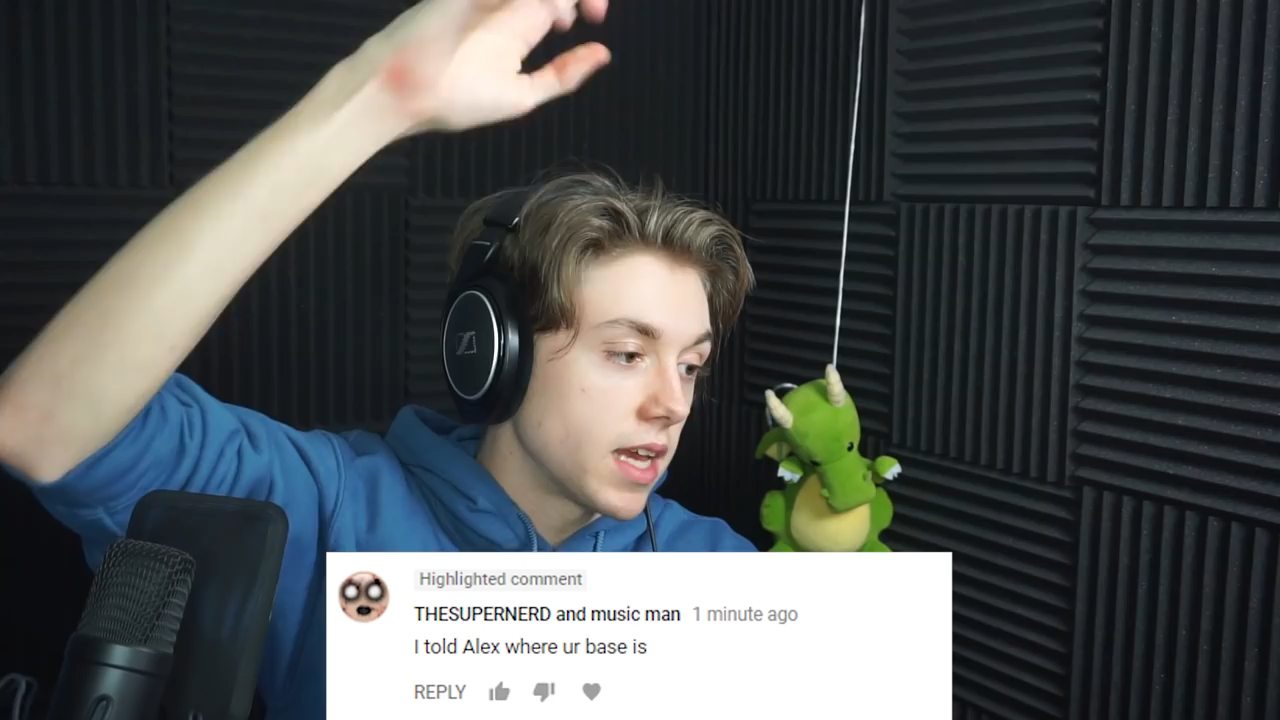 Highlighted comment
THESUPERNERD and music man 1 minute ago
I told Alex where ur base is
REPLY